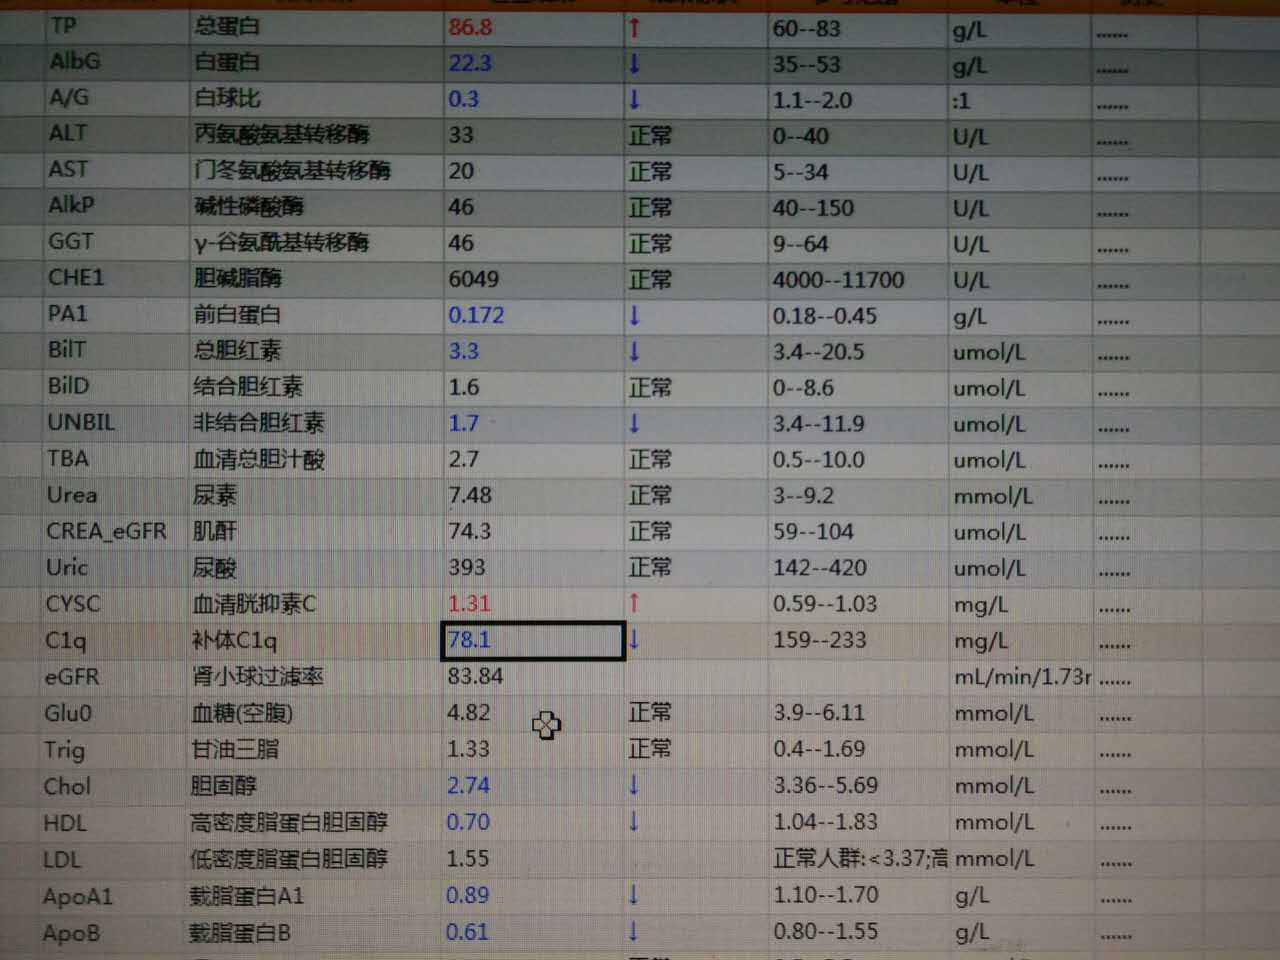 TP 总蛋白 86.8 ↑ 60--83 g/L ......
AlbG 白蛋白 22.3 ↓ 35--53 g/L ......
A/G 白球比 0.3 ↓ 1.1--2.0 :1 ......
ALT 丙氨酸氨基转移酶 33 正常 0--40 U/L ......
AST 门冬氨酸氨基转移酶 20 正常 5--34 U/L ......
AlkP 碱性磷酸酶 46 正常 40--150 U/L ......
GGT γ-谷氨酰基转移酶 46 正常 9--64 U/L ......
CHE1 胆碱脂酶 6049 正常 4000--11700 U/L ......
PA1 前白蛋白 0.172 ↓ 0.18--0.45 g/L ......
BilT 总胆红素 3.3 ↓ 3.4--20.5 umol/L ......
BilD 结合胆红素 1.6 正常 0--8.6 umol/L ......
UNBIL 非结合胆红素 1.7 ↓ 3.4--11.9 umol/L ......
TBA 血清总胆汁酸 2.7 正常 0.5--10.0 umol/L ......
Urea 尿素 7.48 正常 3--9.2 mmol/L ......
CREA_eGFR 肌酐 74.3 正常 59--104 umol/L ......
Uric 尿酸 393 正常 142--420 umol/L ......
CYSC 血清胱抑素C 1.31 ↑ 0.59--1.03 mg/L ......
C1q 补体C1q 78.1 ↓ 159--233 mg/L ......
eGFR 肾小球过滤率 83.84 mL/min/1.73r ......
Glu0 血糖(空腹) 4.82 正常 3.9--6.11 mmol/L ......
Trig 甘油三脂 1.33 正常 0.4--1.69 mmol/L ......
Chol 胆固醇 2.74 ↓ 3.36--5.69 mmol/L ......
HDL 高密度脂蛋白胆固醇 0.70 ↓ 1.04--1.83 mmol/L ......
LDL 低密度脂蛋白胆固醇 1.55 正常人群:<3.37;高 mmol/L ......
ApoA1 载脂蛋白A1 0.89 ↓ 1.10--1.70 g/L ......
ApoB 载脂蛋白B 0.61 ↓ 0.80--1.55 g/L ......